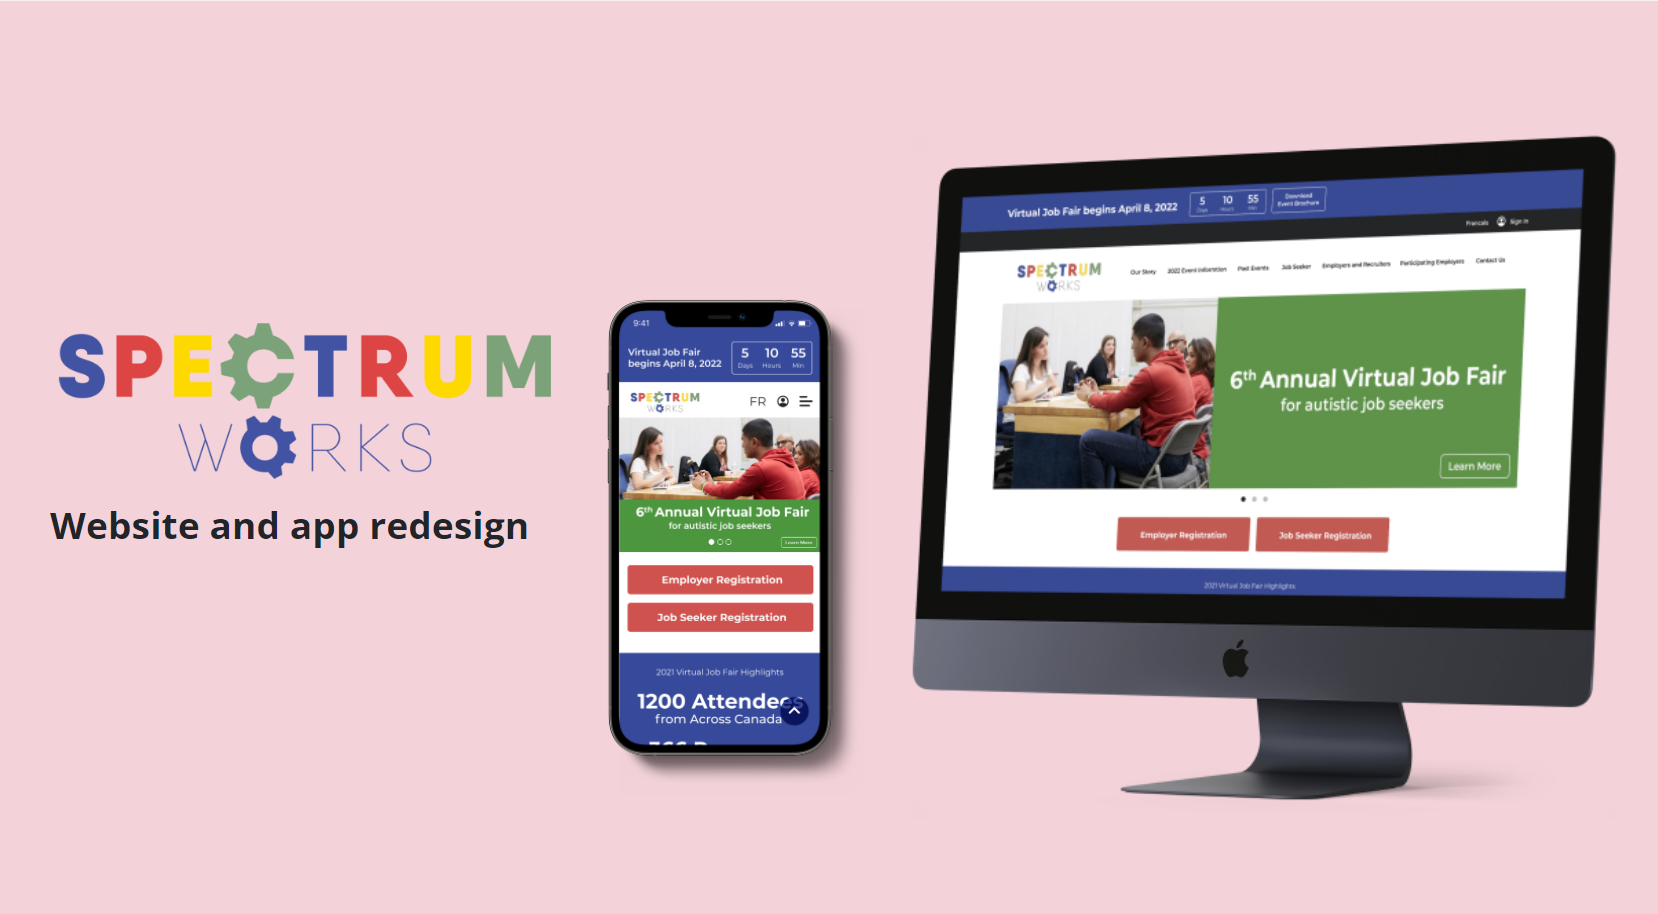 SPECTRUM
WORKS
Website and app redesign
9:41
Virtual Job Fair
begins April 8, 2022
5 10 55
Days Hours Min
SPECTRUM
WORKS
FR
6th Annual Virtual Job Fair
for autistic job seekers
Learn More
Employer Registration
Job Seeker Registration
2021 Virtual Job Fair Highlights
1200 Attendees
from Across Canada
Virtual Job Fair begins April 8, 2022
5 10 55
Days Hours Min
Download
Event Brochure
Francais Sign In
SPECTRUM
WORKS
Our Story 2022 Event Information Past Events Job Seeker Employers and Recruiters Participating Employers Contact Us
6th Annual Virtual Job Fair
for autistic job seekers
Learn More
Employer Registration Job Seeker Registration
2021 Virtual Job Fair Highlights